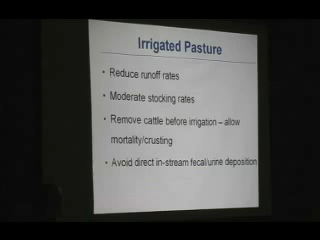 Irrigated Pasture
• Reduce runoff rates
• Moderate stocking rates
• Remove cattle before irrigation – allow
mortality/crusting
• Avoid direct in-stream fecal/urine deposition